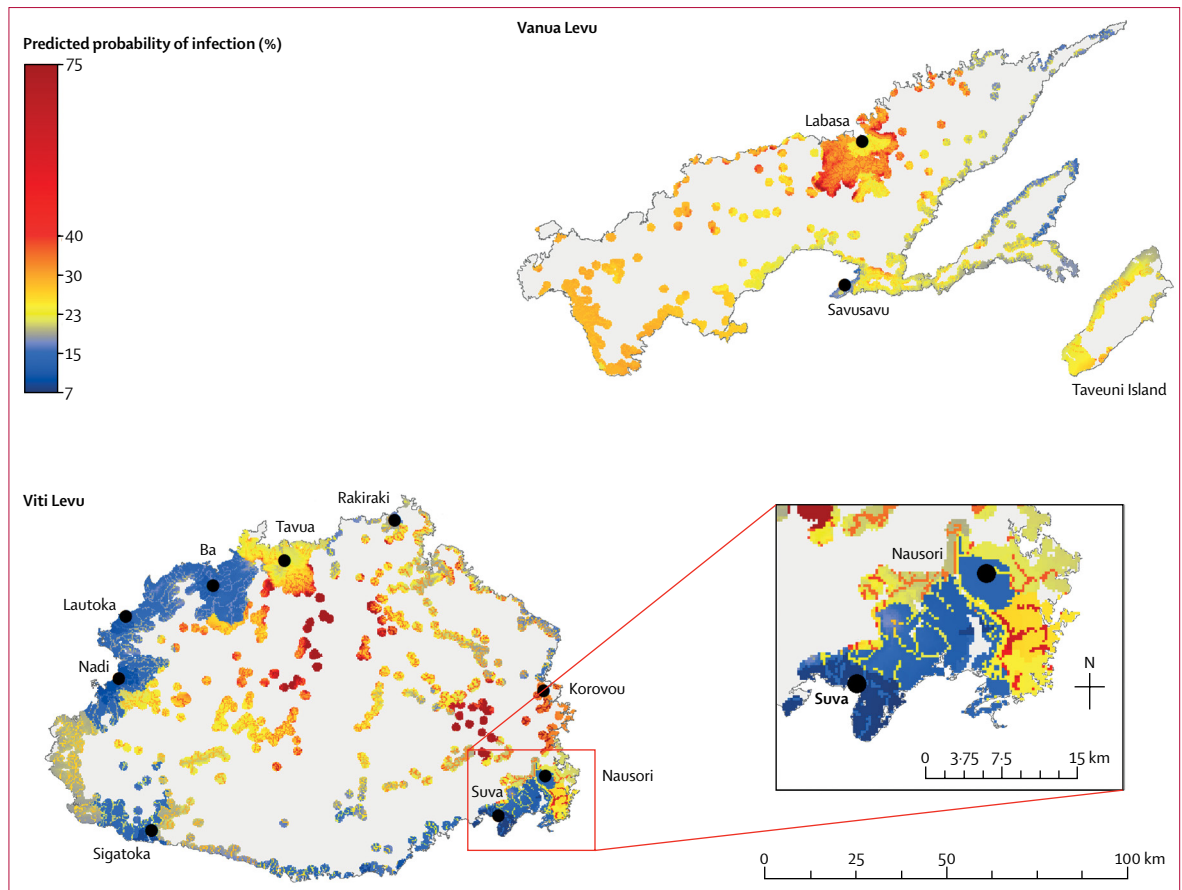 Vanua Levu
Predicted probability of infection (%)
75
40
30
23
15
7
Labasa
Savusavu
Taveuni Island
Viti Levu
Rakiraki
Tavua
Ba
Lautoka
Nadi
Korovou
Nausori
Suva
Sigatoka
Nausori
Suva
N
0 3·75 7·5 15 km
0 25 50 100 km